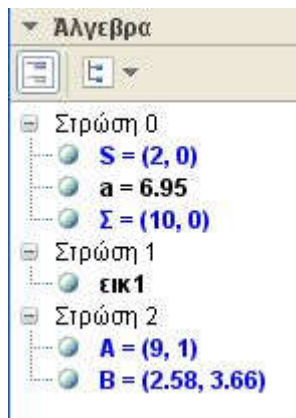 Άλγεβρα
Στρώση 0
S = (2, 0)
a = 6.95
Σ = (10, 0)
Στρώση 1
εικ1
Στρώση 2
A = (9, 1)
B = (2.58, 3.66)